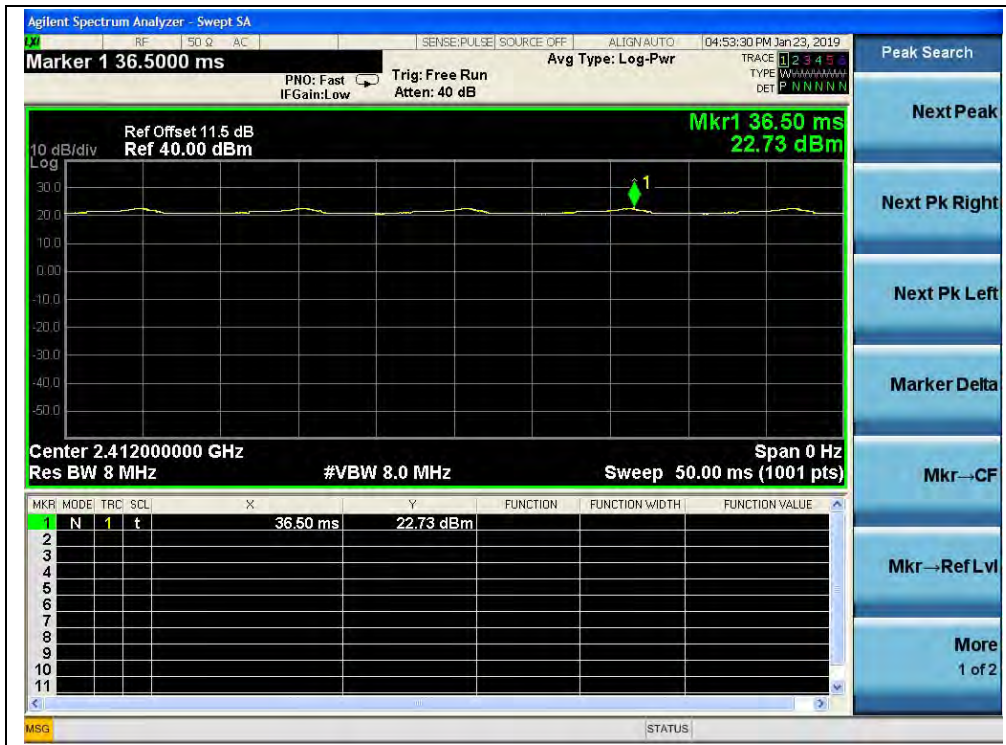 Agilent Spectrum Analyzer - Swept SA
LXI RF 50 Ω AC SENSE:PULSE SOURCE OFF ALIGN AUTO 04:53:30 PM Jan 23, 2019
Marker 1 36.5000 ms
PNO: Fast
IFGain:Low
Trig: Free Run
Atten: 40 dB
Avg Type: Log-Pwr
TRACE 1 2 3 4 5 6
TYPE
DET P N N N N N
Peak Search
Mkr1 36.50 ms
22.73 dBm
Ref Offset 11.5 dB
10 dB/div Ref 40.00 dBm
Log
30.0
20.0
10.0
0.00
-10.0
-20.0
-30.0
-40.0
-50.0
1
Center 2.412000000 GHz Span 0 Hz
Res BW 8 MHz #VBW 8.0 MHz Sweep 50.00 ms (1001 pts)
MKR MODE TRC SCL X Y FUNCTION FUNCTION WIDTH FUNCTION VALUE
1 N 1 t 36.50 ms 22.73 dBm
2
3
4
5
6
7
8
9
10
11
Next Peak
Next Pk Right
Next Pk Left
Marker Delta
Mkr→CF
Mkr→Ref Lvl
More
1 of 2
MSG STATUS